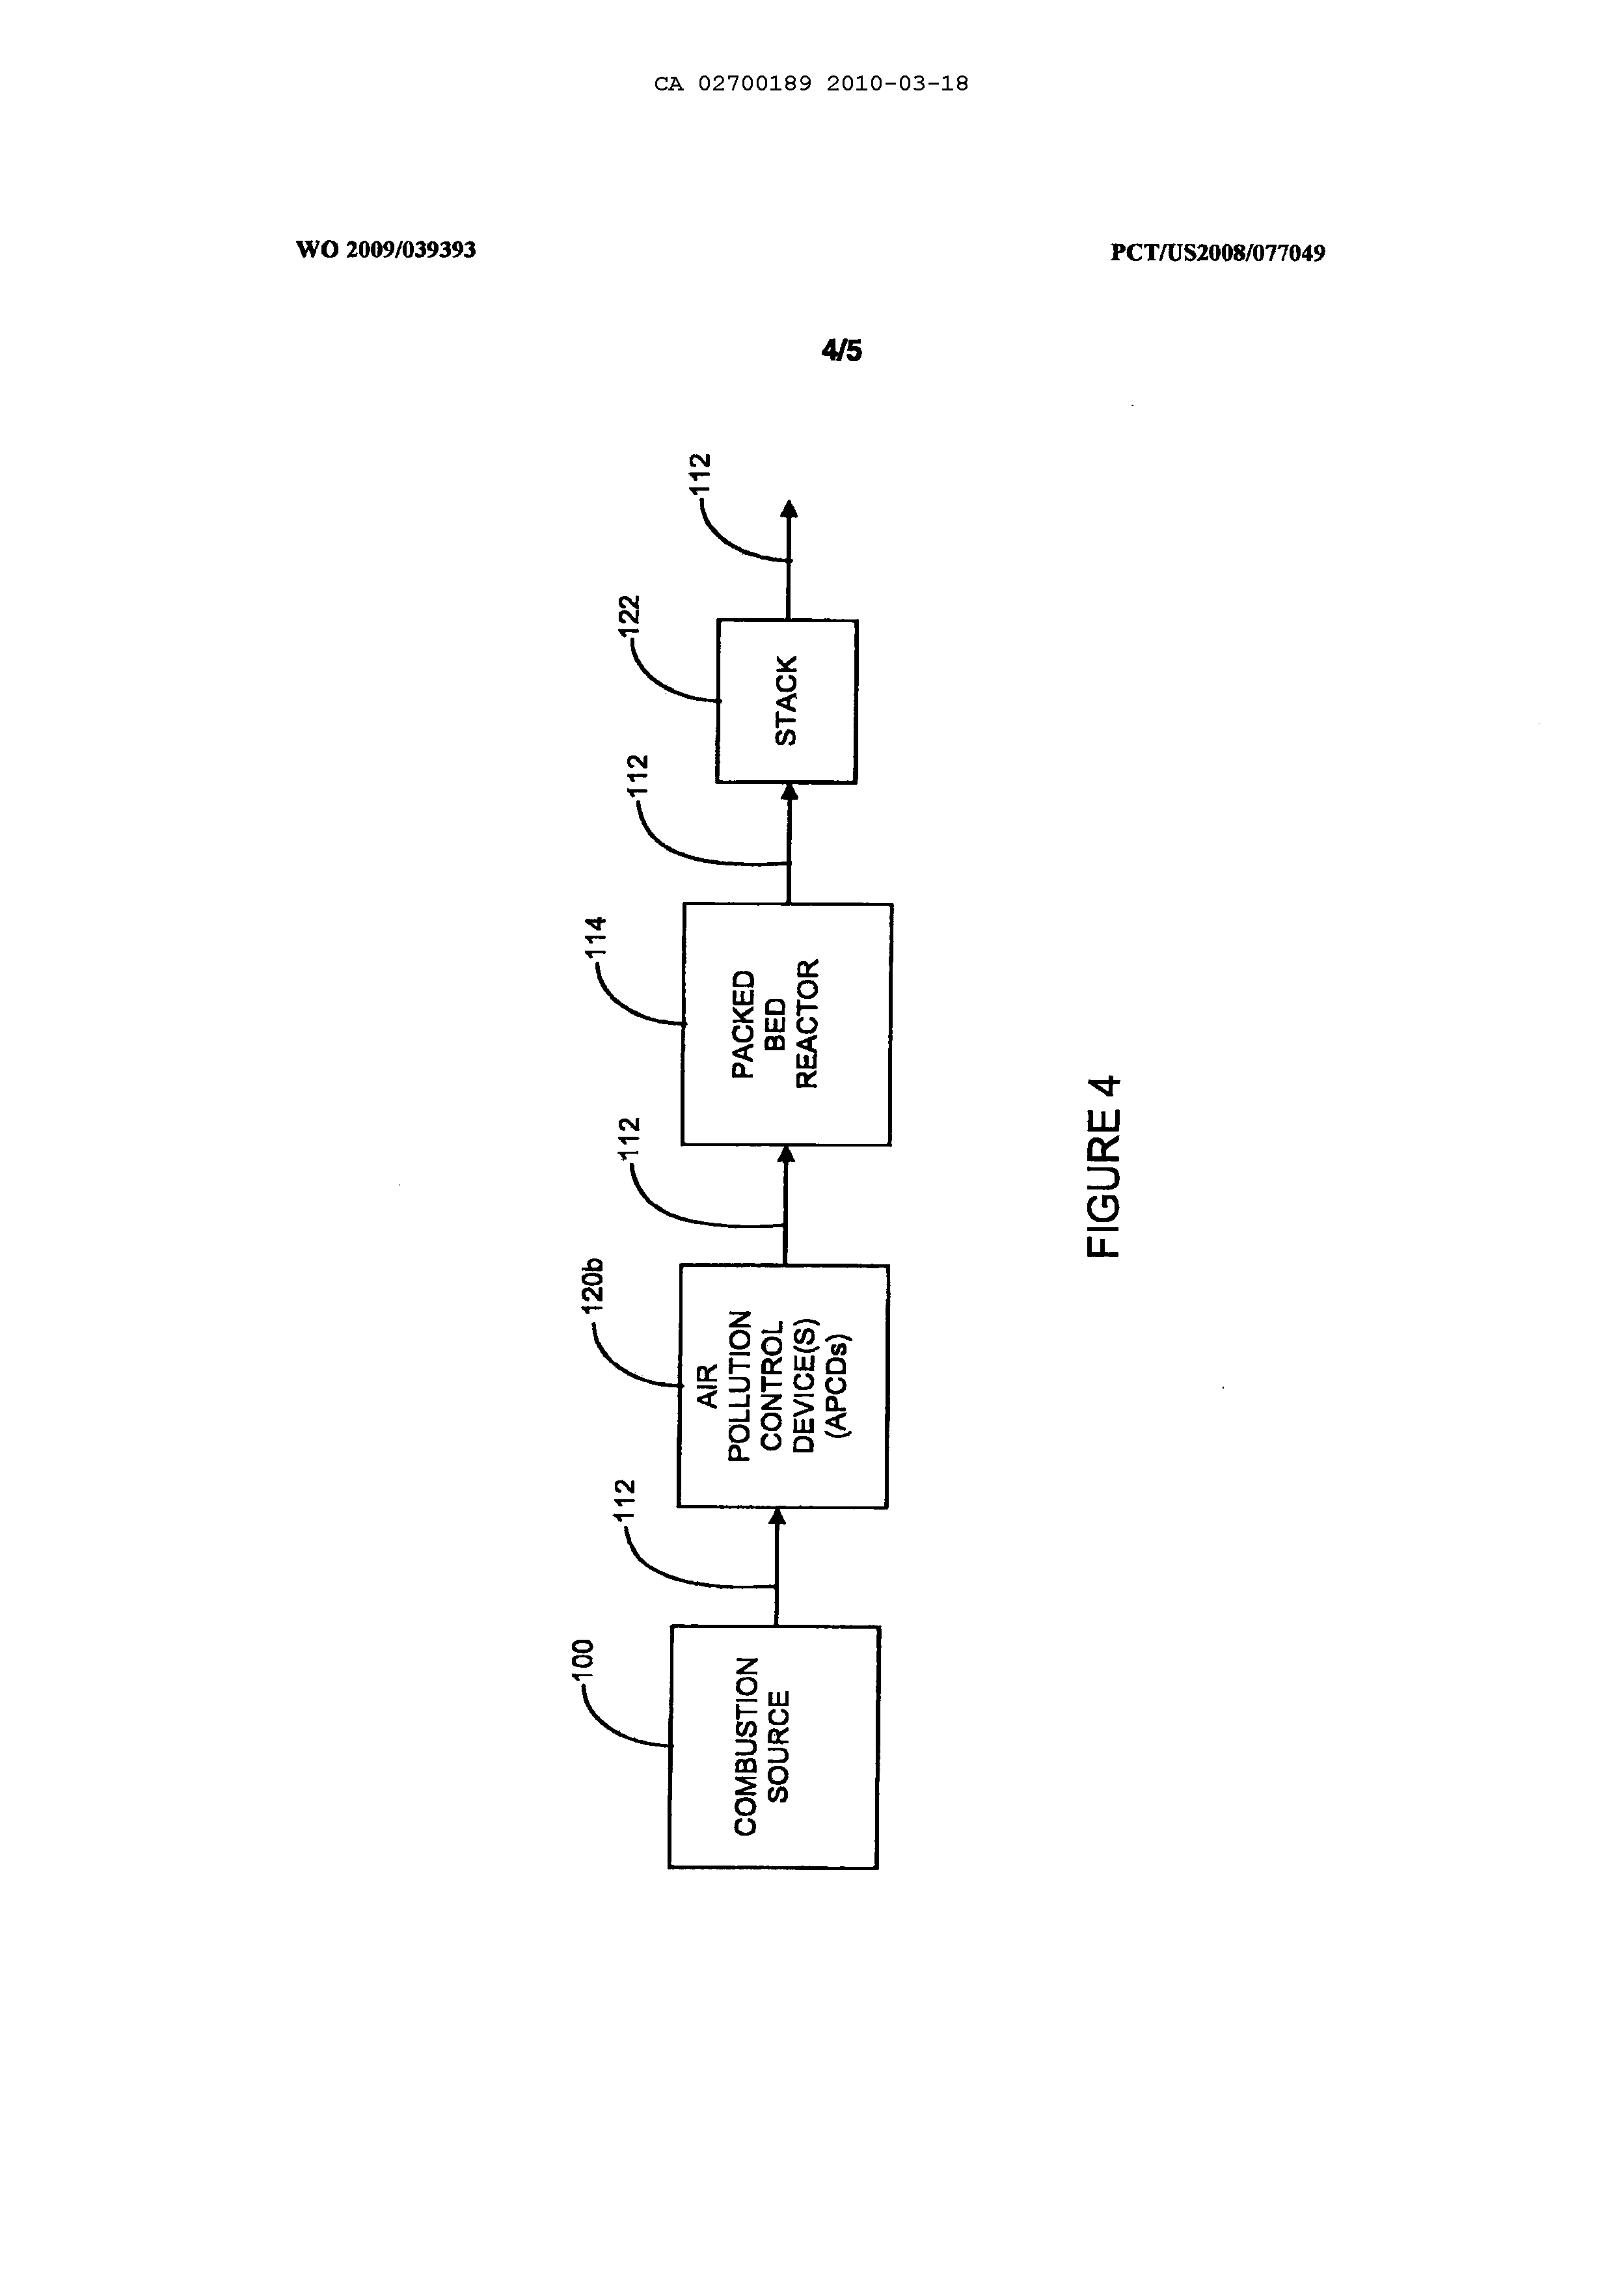 CA 02700189 2010-03-18
WO 2009/039393
PCT/US2008/077049
4/5
100
COMBUSTION
SOURCE
112
120b
AIR
POLLUTION
CONTROL
DEVICE(S)
(APCDs)
112
114
PACKED
BED
REACTOR
112
122
STACK
112
FIGURE 4